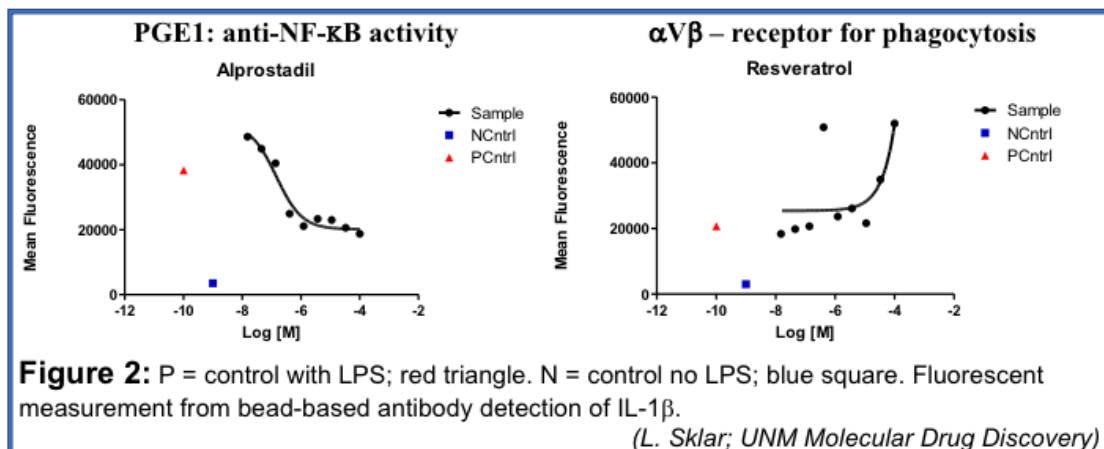 PGE1: anti-NF-κB activity
Alprostadil
60000
40000
20000
0
Mean Fluorescence
-12 -10 -8 -6 -4 -2
Log [M]
Sample
NCntrl
PCntrl
αVβ – receptor for phagocytosis
Resveratrol
60000
40000
20000
0
Mean Fluorescence
-12 -10 -8 -6 -4 -2
Log [M]
Sample
NCntrl
PCntrl
Figure 2: P = control with LPS; red triangle. N = control no LPS; blue square. Fluorescent
measurement from bead-based antibody detection of IL-1β.
(L. Sklar; UNM Molecular Drug Discovery)